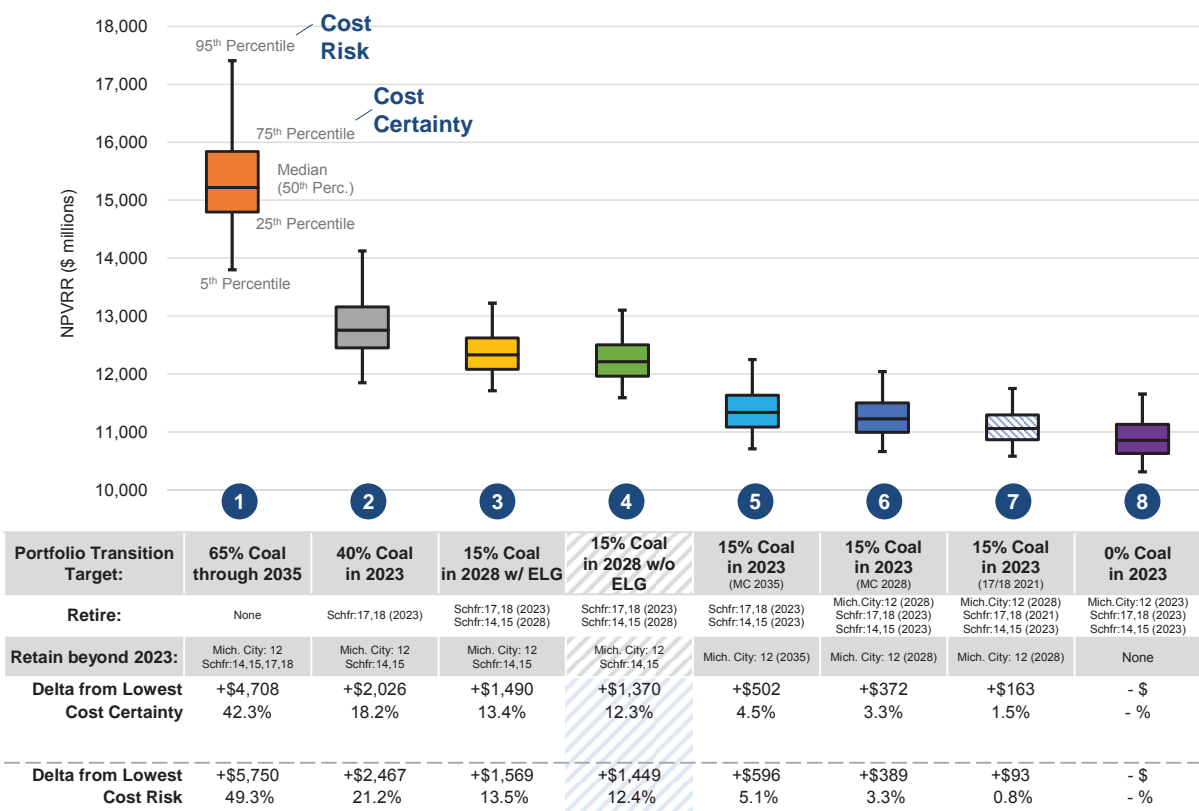 18,000
17,000
16,000
15,000
14,000
13,000
12,000
11,000
10,000
NPVRR ($ millions)
Cost
Risk
95th Percentile
Cost
Certainty
75th Percentile
Median
(50th Perc.)
25th Percentile
5th Percentile
1 2 3 4 5 6 7 8
Portfolio Transition
Target:
65% Coal
through 2035
40% Coal
in 2023
15% Coal
in 2028 w/ ELG
15% Coal
in 2028 w/o
ELG
15% Coal
in 2023
(MC 2035)
15% Coal
in 2023
(MC 2028)
15% Coal
in 2023
(17/18 2021)
0% Coal
in 2023
Retire:
None
Schfr:17,18 (2023)
Schfr:17,18 (2023)
Schfr:14,15 (2028)
Schfr:17,18 (2023)
Schfr:14,15 (2028)
Schfr:17,18 (2023)
Schfr:14,15 (2023)
Mich.City:12 (2028)
Schfr:17,18 (2023)
Schfr:14,15 (2023)
Mich.City:12 (2028)
Schfr:17,18 (2021)
Schfr:14,15 (2023)
Mich.City:12 (2023)
Schfr:17,18 (2023)
Schfr:14,15 (2023)
Retain beyond 2023:
Mich. City: 12
Schfr:14,15,17,18
Mich. City: 12
Schfr:14,15
Mich. City: 12
Schfr:14,15
Mich. City: 12
Schfr:14,15
Mich. City: 12 (2035)
Mich. City: 12 (2028)
Mich. City: 12 (2028)
None
Delta from Lowest +$4,708 +$2,026 +$1,490 +$1,370 +$502 +$372 +$163 - $
Cost Certainty 42.3% 18.2% 13.4% 12.3% 4.5% 3.3% 1.5% - %
Delta from Lowest +$5,750 +$2,467 +$1,569 +$1,449 +$596 +$389 +$93 - $
Cost Risk 49.3% 21.2% 13.5% 12.4% 5.1% 3.3% 0.8% - %